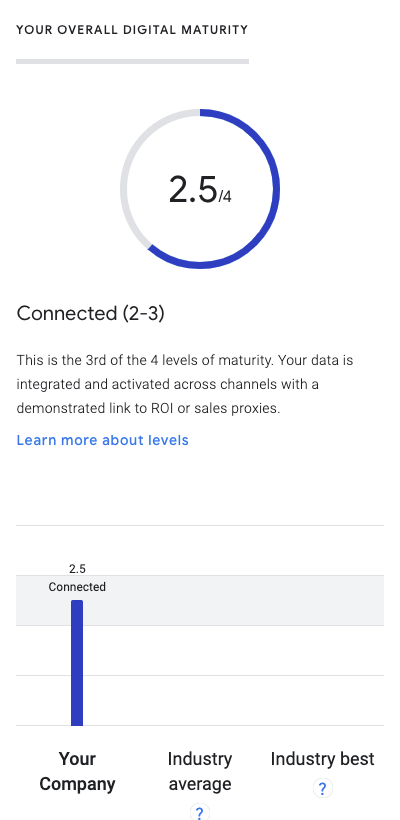 YOUR OVERALL DIGITAL MATURITY
2.5/4
Connected (2-3)
This is the 3rd of the 4 levels of maturity. Your data is
integrated and activated across channels with a
demonstrated link to ROI or sales proxies.
Learn more about levels
2.5
Connected
Your
Company
Industry
average
?
Industry best
?